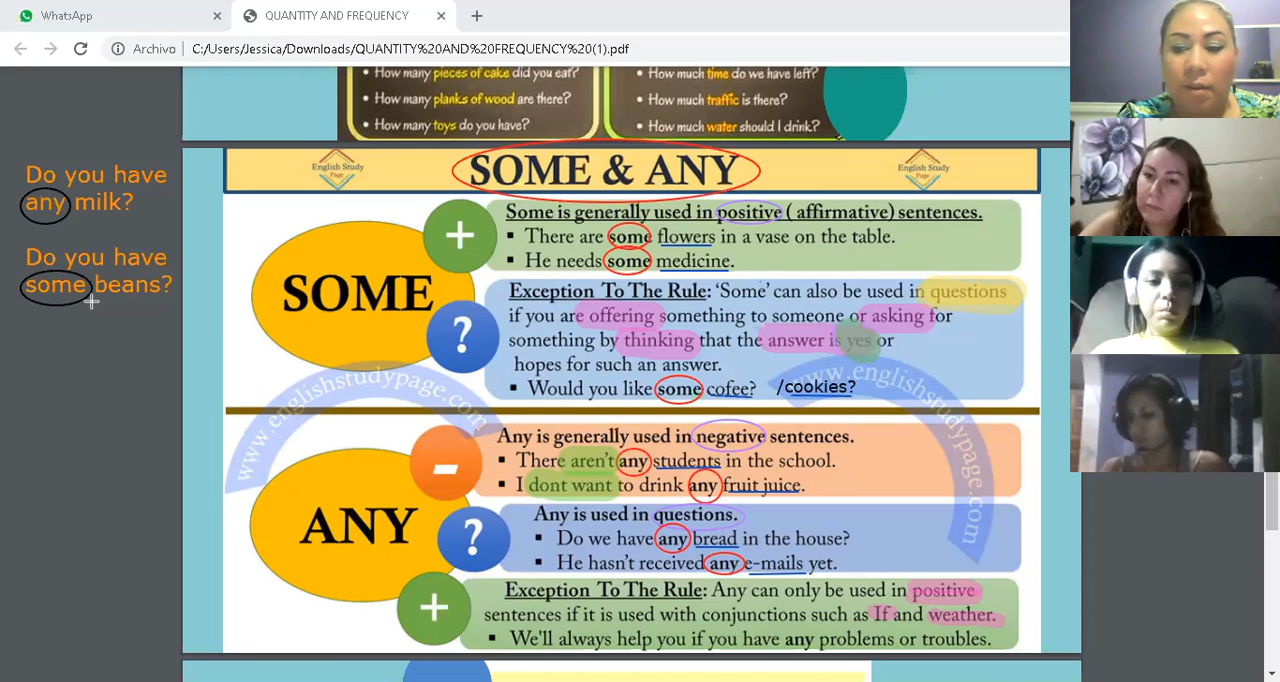 WhatsApp
QUANTITY AND FREQUENCY
Archivo
C:/Users/Jessica/Downloads/QUANTITY%20AND%20FREQUENCY%20(1).pdf
• How many pieces of cake did you eat?
• How many planks of wood are there?
• How many toys do you have?
• How much time do we have left?
• How much traffic is there?
• How much water should I drink?
Do you have
any milk?
Do you have
some beans?
English Study
Page
SOME & ANY
English Study
Page
SOME
+
Some is generally used in positive ( affirmative) sentences.
▪ There are some flowers in a vase on the table.
▪ He needs some medicine.
?
Exception To The Rule: ‘Some’ can also be used in questions
if you are offering something to someone or asking for
something by thinking that the answer is yes or
hopes for such an answer.
▪ Would you like some cofee? /cookies?
www.englishstudypage.com
www.englishstudypage.com
ANY
-
Any is generally used in negative sentences.
▪ There aren't any students in the school.
▪ I dont want to drink any fruit juice.
?
Any is used in questions.
▪ Do we have any bread in the house?
▪ He hasn't received any e-mails yet.
+
Exception To The Rule: Any can only be used in positive
sentences if it is used with conjunctions such as If and weather.
▪ We'll always help you if you have any problems or troubles.